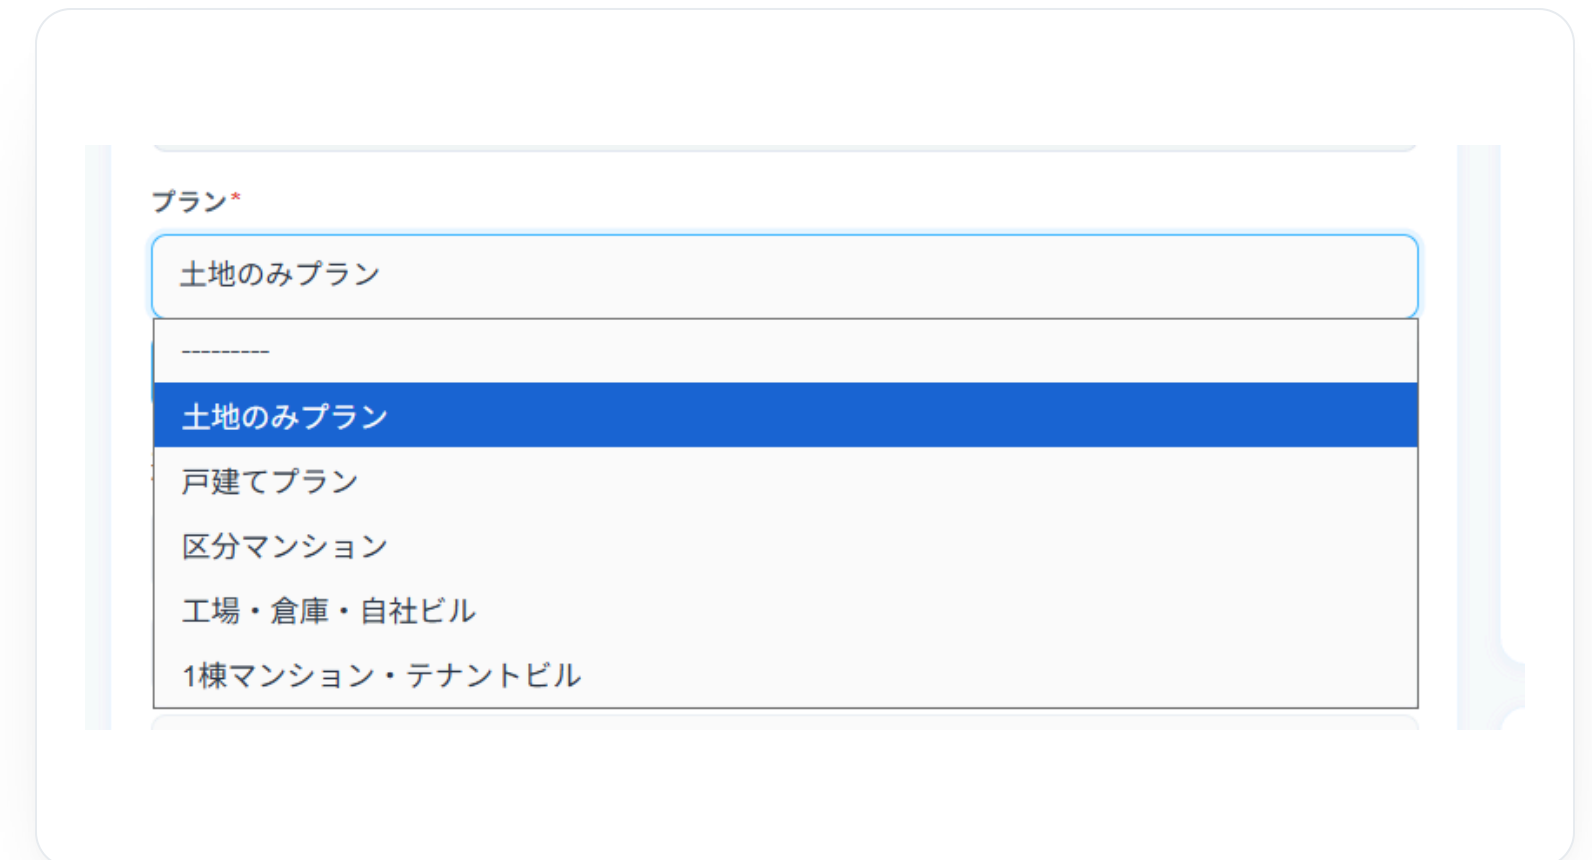 プラン*
土地のみプラン
---------
土地のみプラン
戸建てプラン
区分マンション
工場・倉庫・自社ビル
1棟マンション・テナントビル